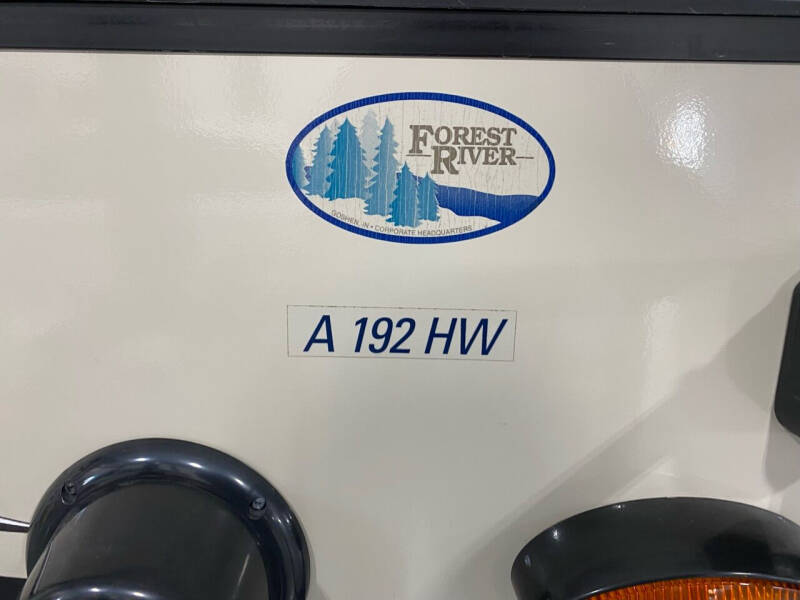 FOREST
RIVER
GOSHEN, IN • CORPORATE HEADQUARTERS
A 192 HW